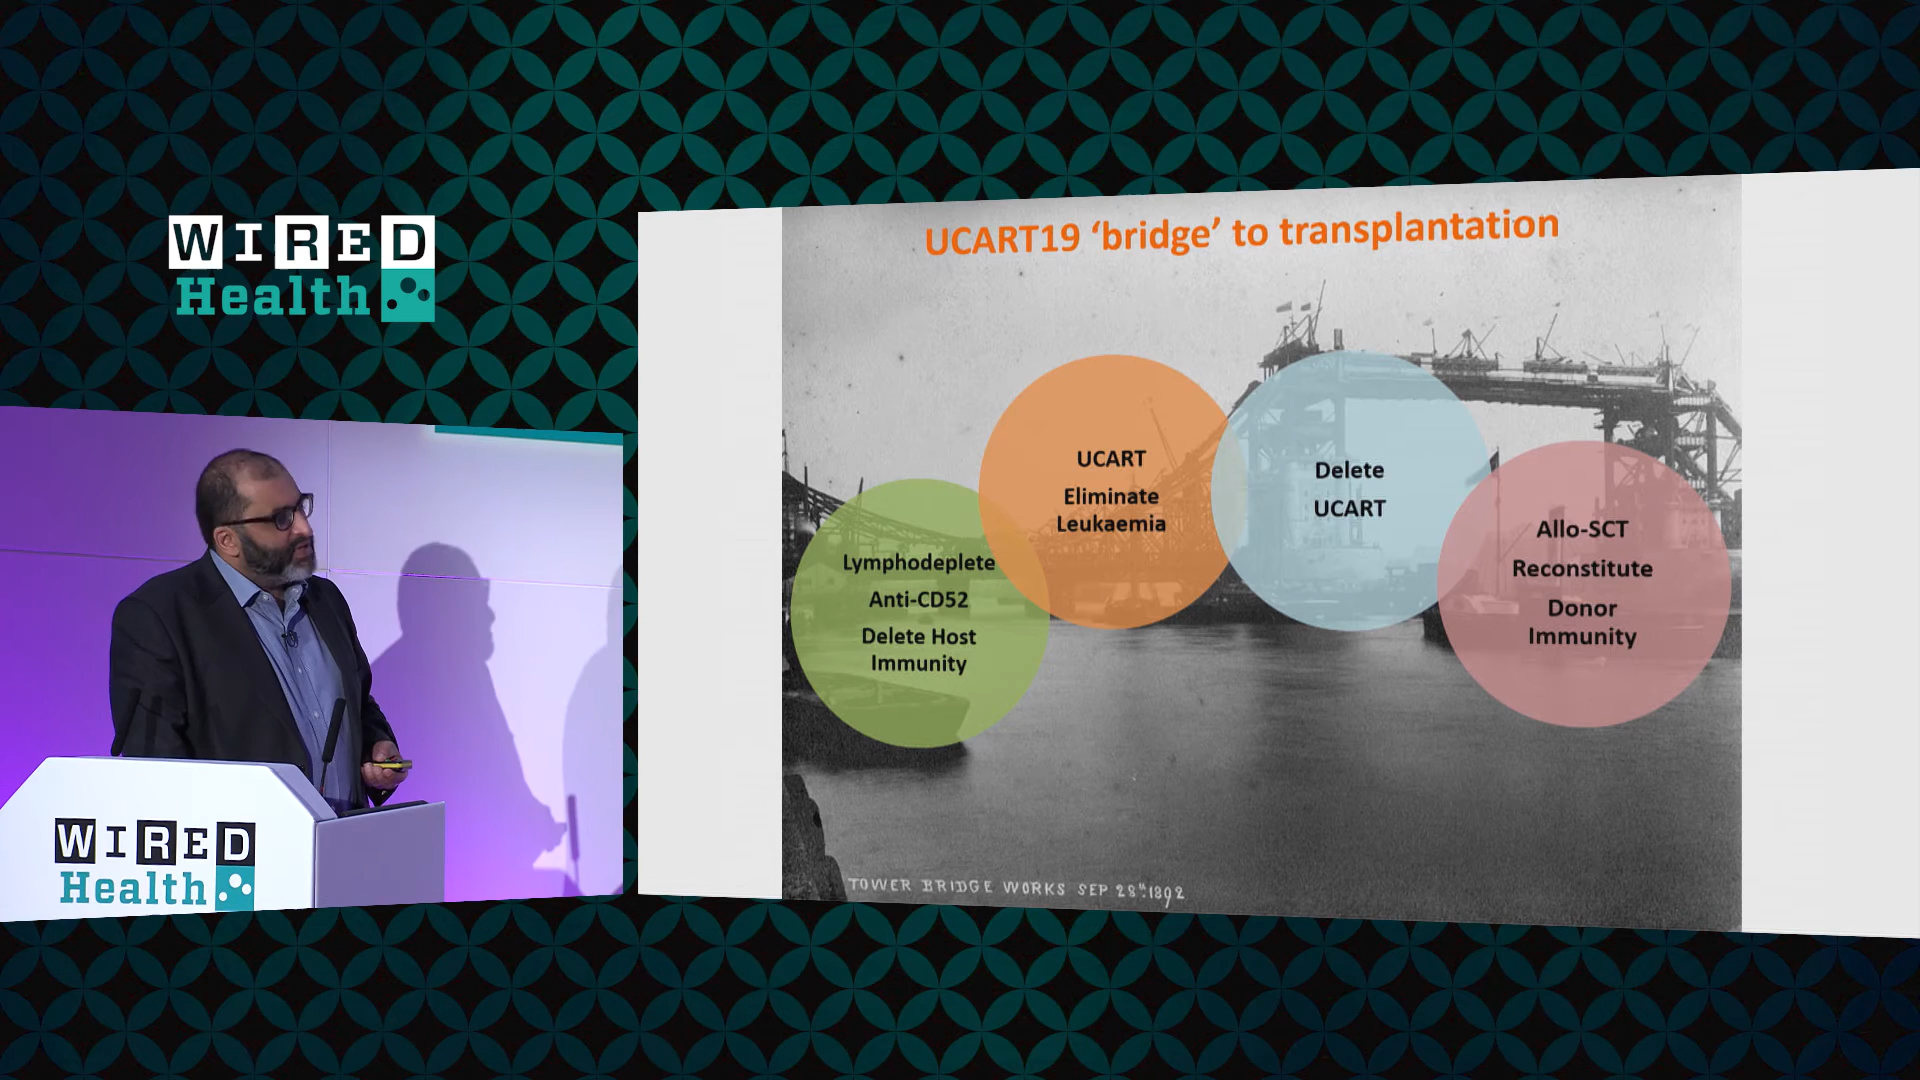 WIRED
Health
UCART19 ‘bridge’ to transplantation
UCART
Eliminate
Leukaemia
Delete
UCART
Lymphodeplete
Anti-CD52
Delete Host
Immunity
Allo-SCT
Reconstitute
Donor
Immunity
TOWER BRIDGE WORKS SEP 28th 1892
WIRED
Health